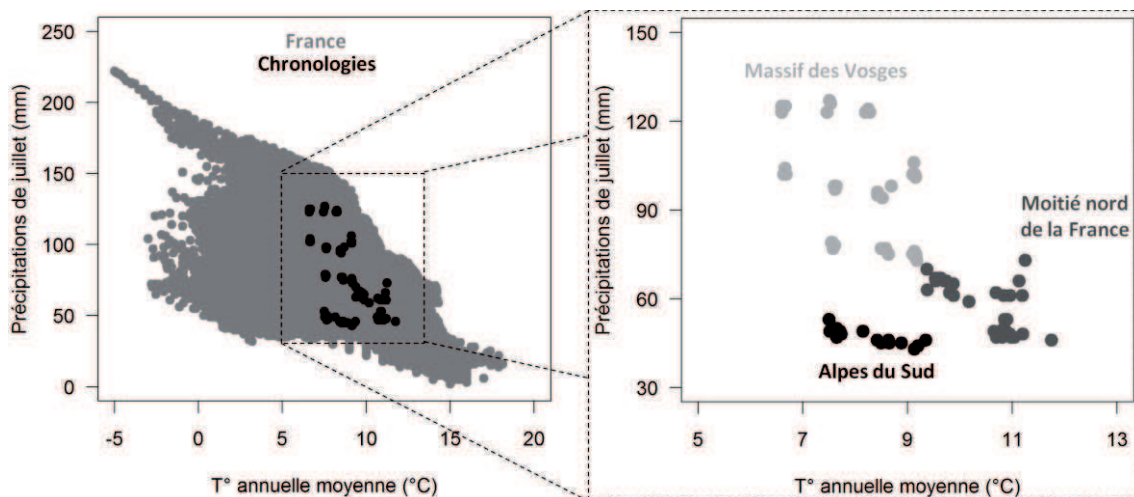 250
200
150
100
50
0
Précipitations de juillet (mm)
France
Chronologies
-5
0
5
10
15
20
T° annuelle moyenne (°C)
150
120
90
60
30
Précipitations de juillet (mm)
Massif des Vosges
Moitié nord
de la France
Alpes du Sud
5
7
9
11
13
T° annuelle moyenne (°C)